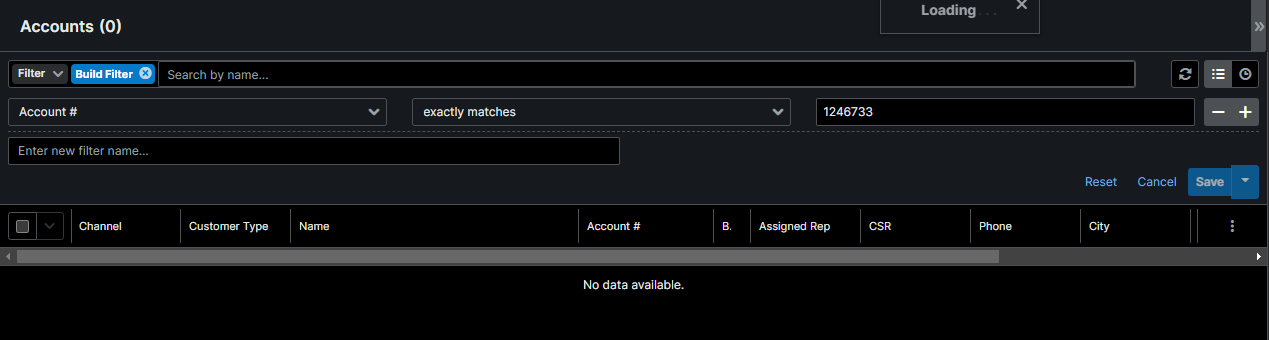 Loading . . .
Accounts (0)
Filter Build Filter Search by name...
Account # exactly matches 1246733
Enter new filter name...
Reset Cancel Save
Channel Customer Type Name Account # B. Assigned Rep CSR Phone City
No data available.